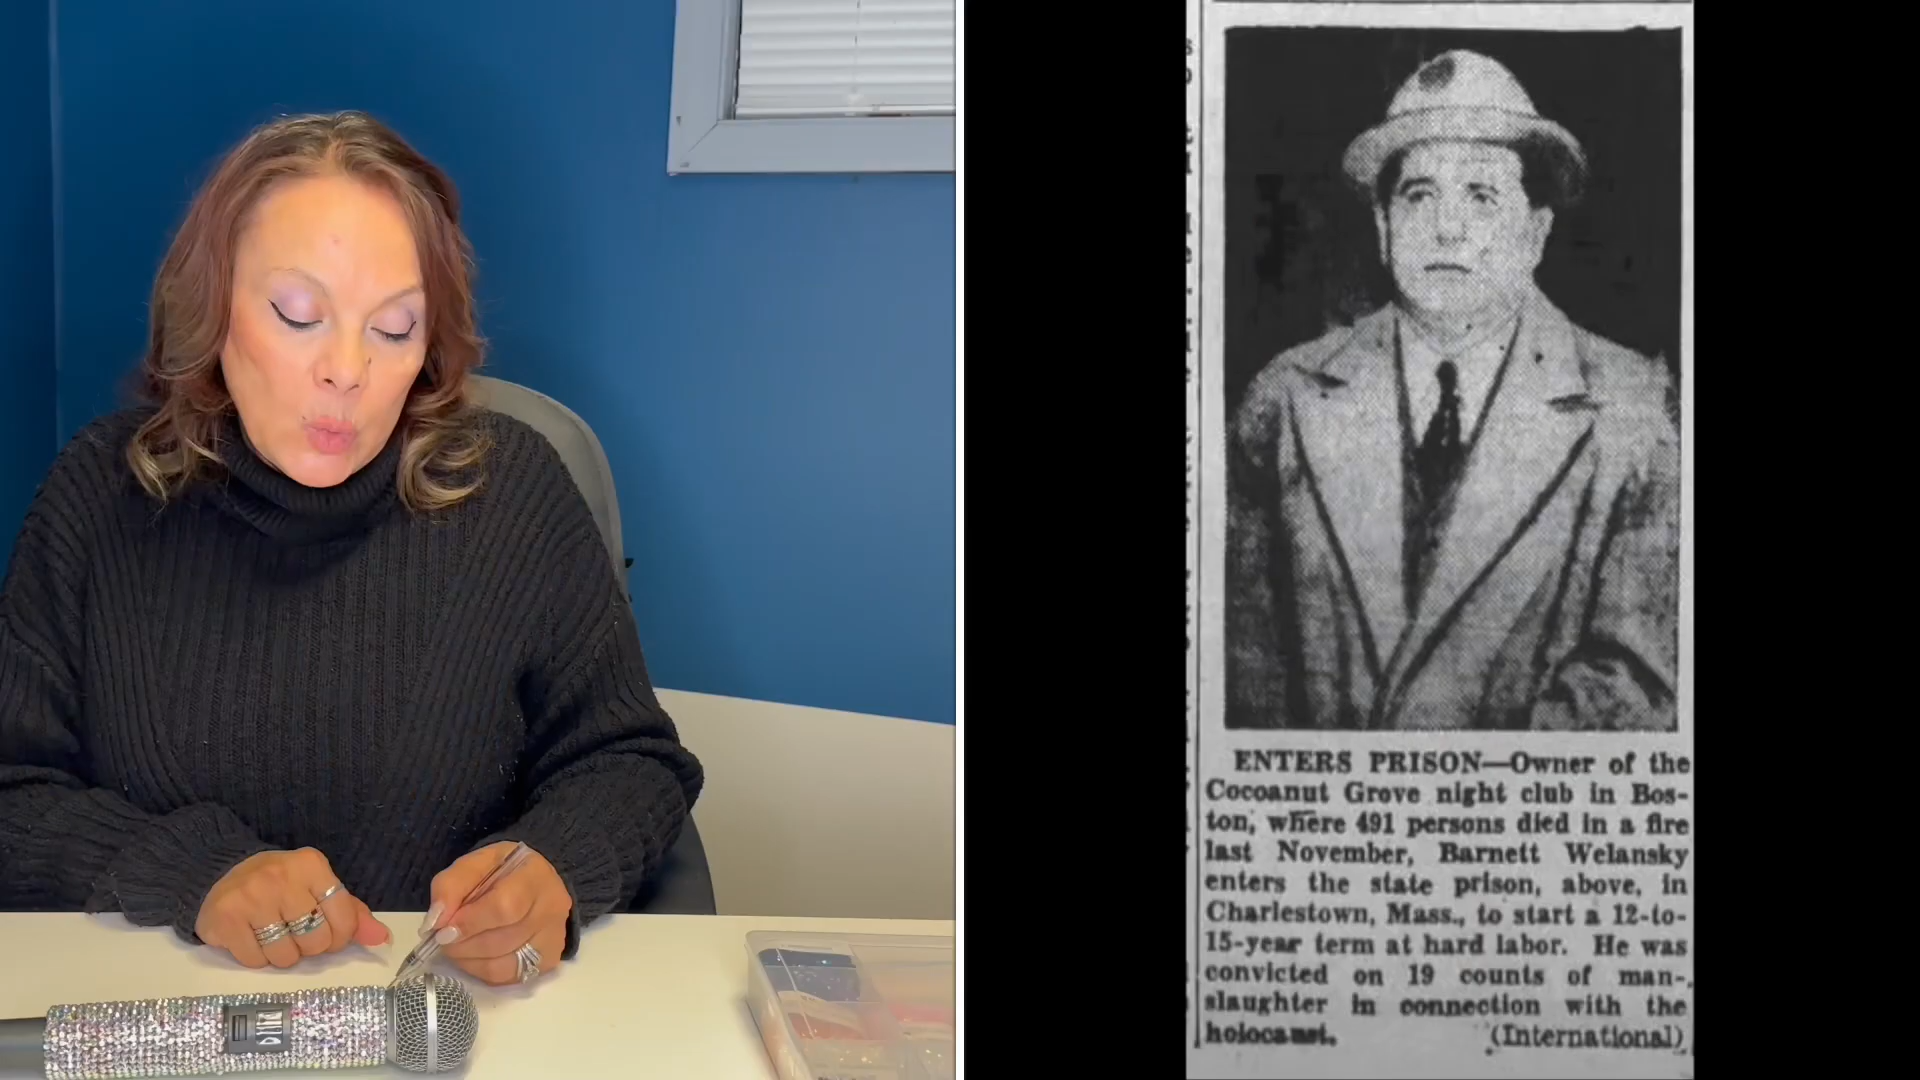 ENTERS PRISON—Owner of the
Cocoanut Grove night club in Bos-
ton, where 491 persons died in a fire
last November, Barnett Welansky
enters the state prison, above, in
Charlestown, Mass., to start a 12-to-
15-year term at hard labor. He was
convicted on 19 counts of man-
slaughter in connection with the
holocaust. (International)